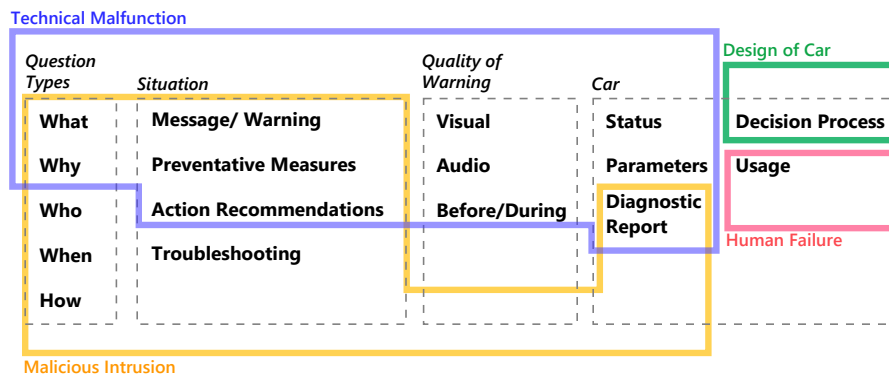 Technical Malfunction
Design of Car
Question
Types
Situation
Quality of
Warning
Car
What
Message/ Warning
Visual
Status
Decision Process
Why
Preventative Measures
Audio
Parameters
Usage
Who
Action Recommendations
Before/During
Diagnostic
Report
Human Failure
When
Troubleshooting
How
Malicious Intrusion